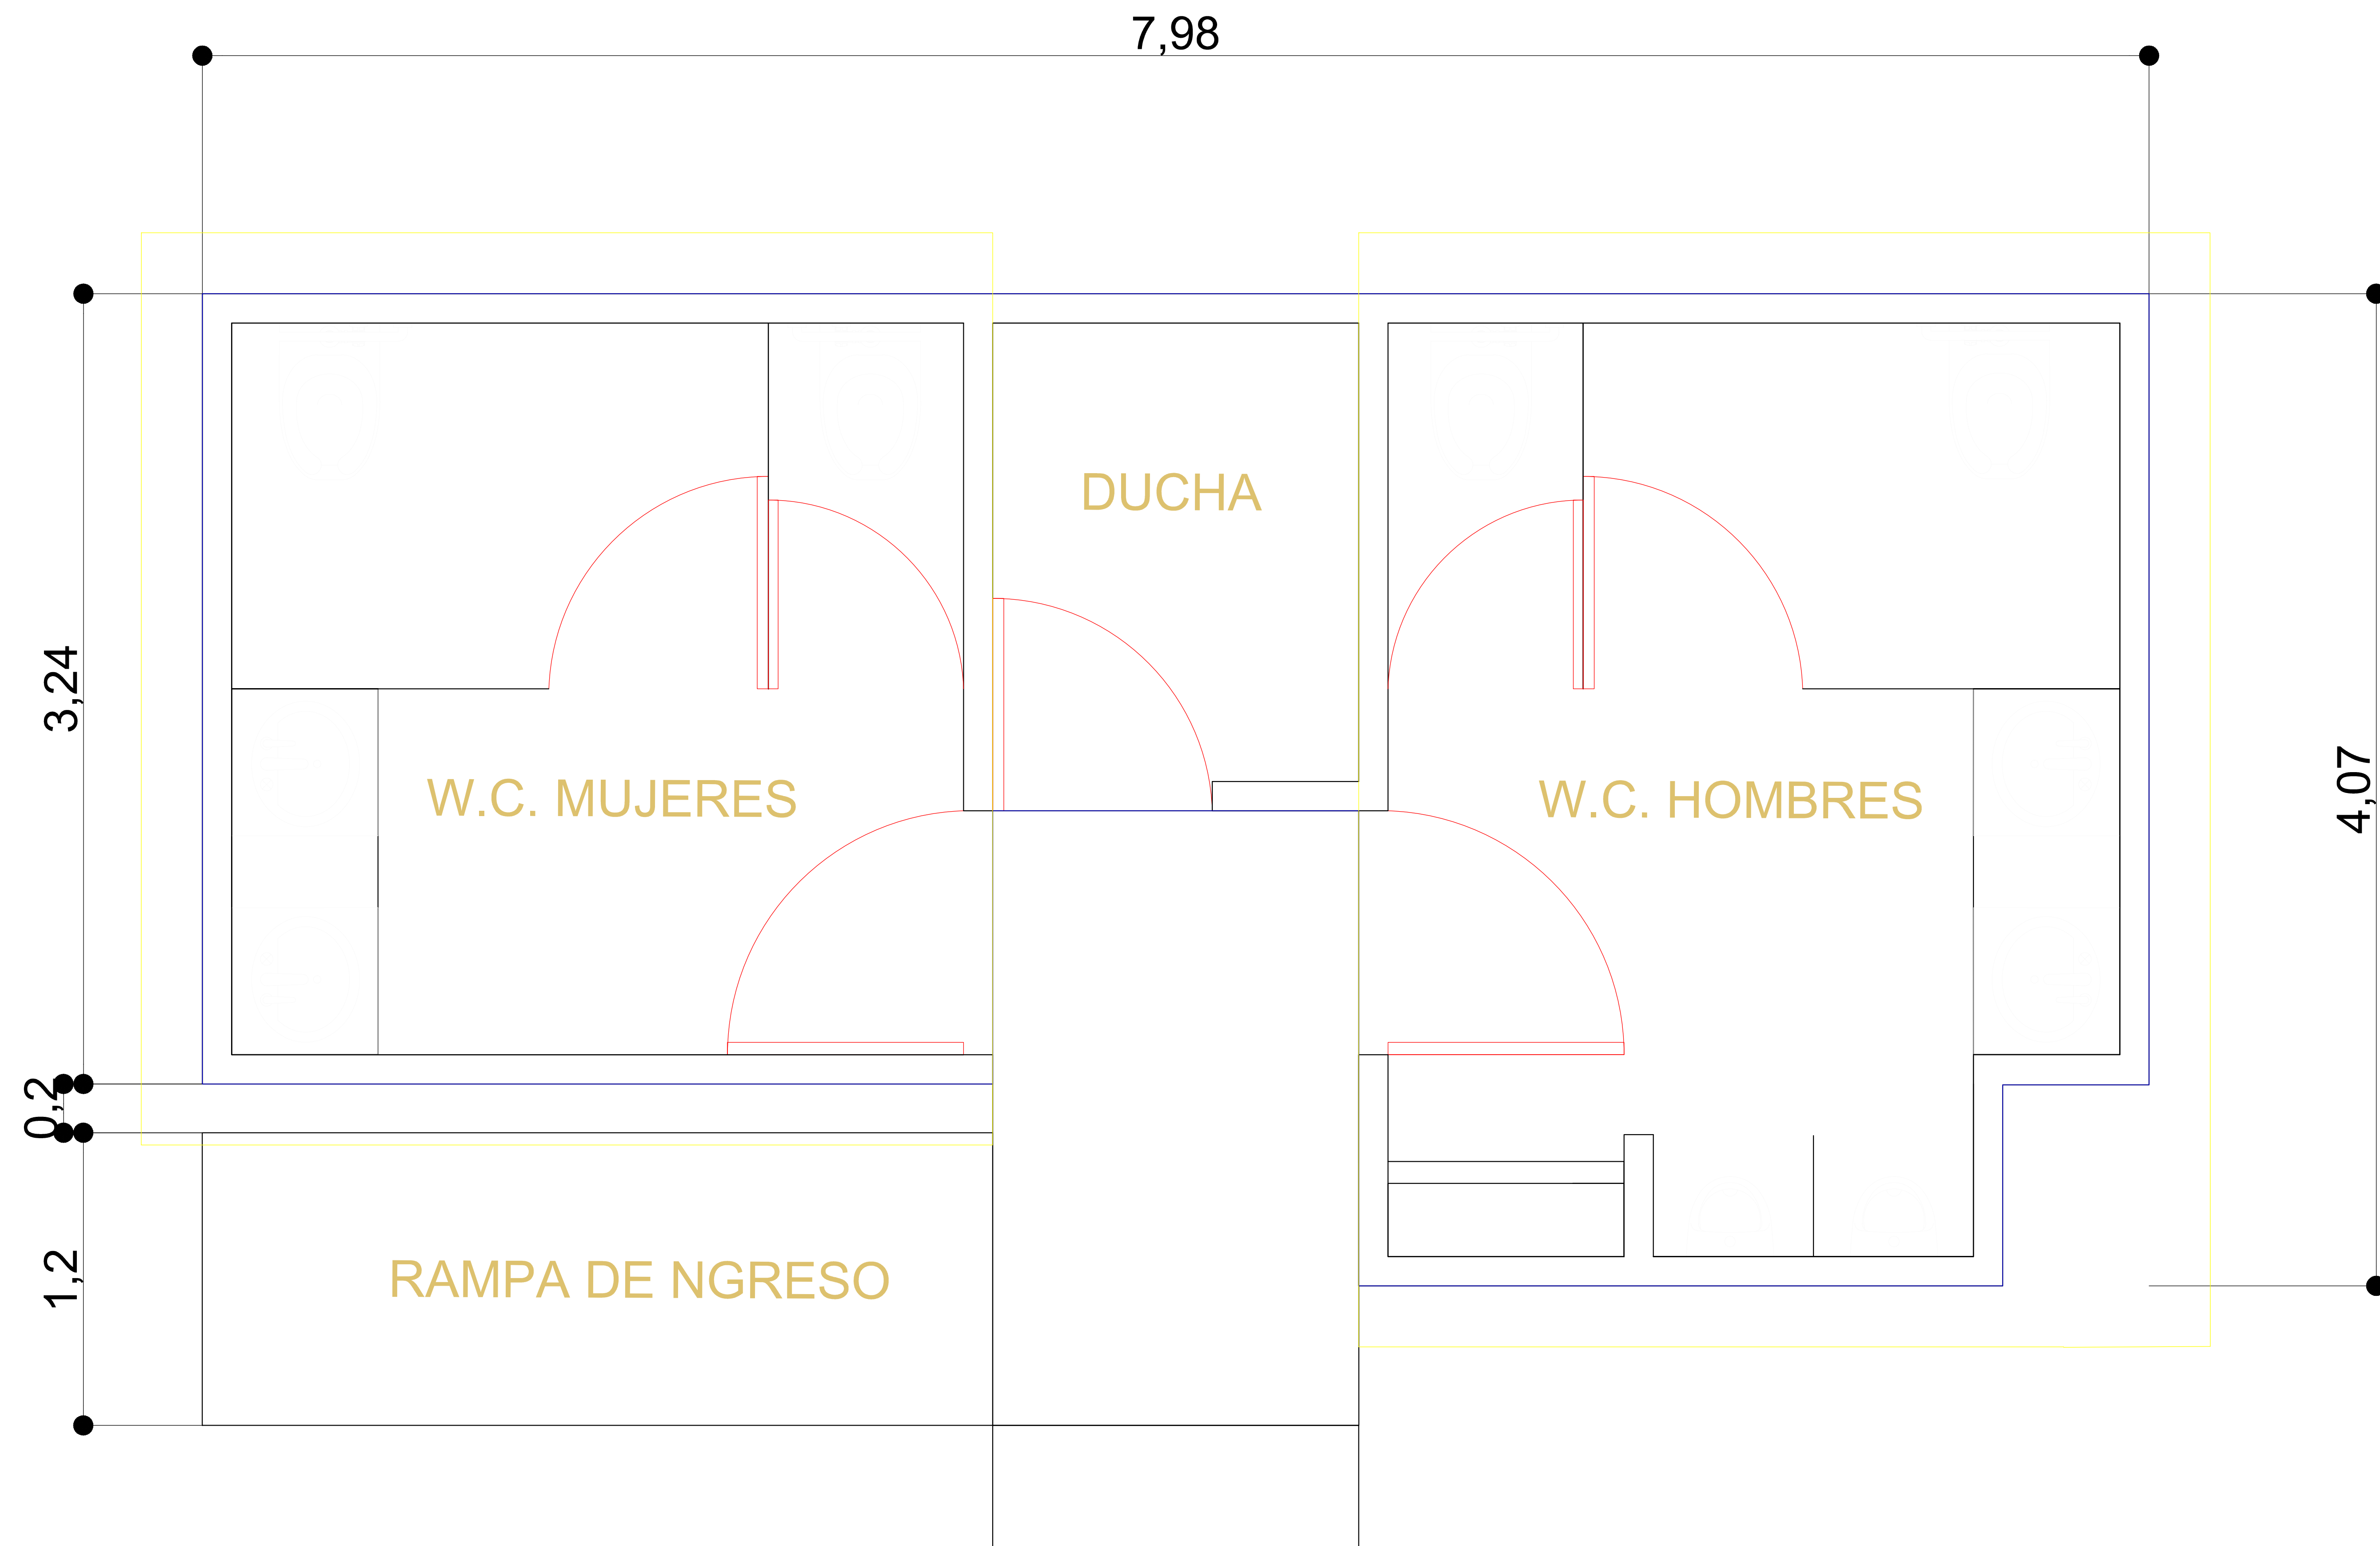 7,98
DUCHA
3,24
W.C. MUJERES
W.C. HOMBRES
4,07
0,2
1,2
RAMPA DE NGRESO